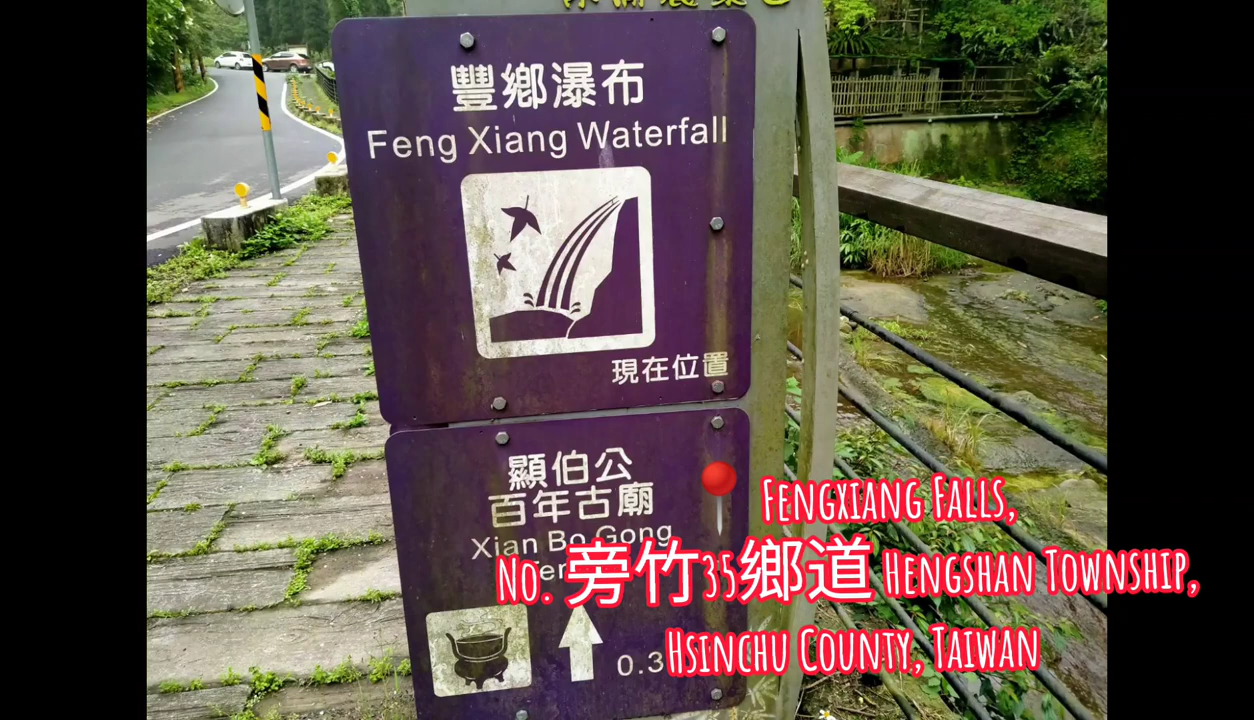 豐鄉瀑布
Feng Xiang Waterfall
現在位置
顯伯公
百年古廟
Xian Bo Gong
0.3
Fengxiang Falls,
No. 旁竹35鄉道 Hengshan Township,
Hsinchu County, Taiwan